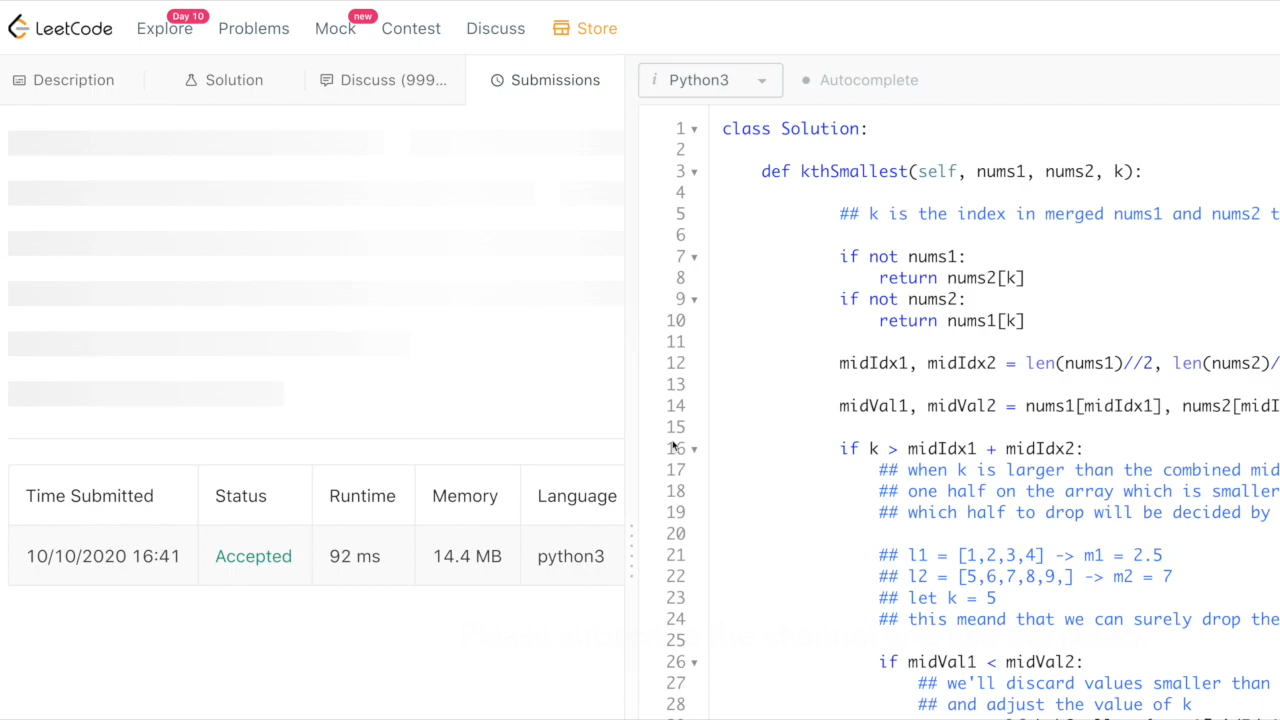 LeetCode
Explore
Day 10
Problems
Mock
new
Contest
Discuss
Store
Description
Solution
Discuss (999...
Submissions
i Python3
Autocomplete
Time Submitted Status Runtime Memory Language
10/10/2020 16:41 Accepted 92 ms 14.4 MB python3
1 class Solution:
2
3 def kthSmallest(self, nums1, nums2, k):
4
5 ## k is the index in merged nums1 and nums2 t
6
7 if not nums1:
8 return nums2[k]
9 if not nums2:
10 return nums1[k]
11
12 midIdx1, midIdx2 = len(nums1)//2, len(nums2)/
13
14 midVal1, midVal2 = nums1[midIdx1], nums2[midI
15
16 if k > midIdx1 + midIdx2:
17 ## when k is larger than the combined mid
18 ## one half on the array which is smaller
19 ## which half to drop will be decided by
20
21 ## l1 = [1,2,3,4] -> m1 = 2.5
22 ## l2 = [5,6,7,8,9,] -> m2 = 7
23 ## let k = 5
24 ## this meand that we can surely drop the
25
26 if midVal1 < midVal2:
27 ## we'll discard values smaller than
28 ## and adjust the value of k